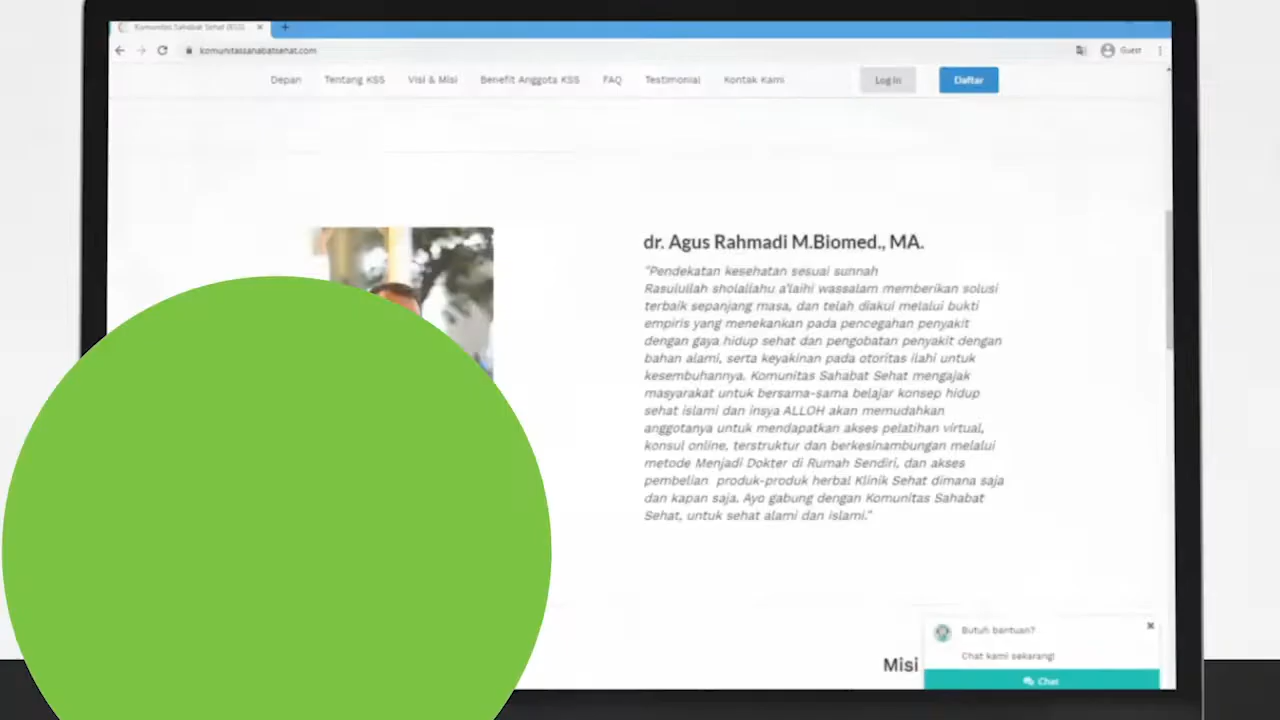 Komunitas Sahabat Sehat (KSS)
komunitassahabatsehat.com
Guest
Depan Tentang KSS Visi & Misi Benefit Anggota KSS FAQ Testimonial Kontak Kami Log In Daftar
dr. Agus Rahmadi M.Biomed., MA.
"Pendekatan kesehatan sesuai sunnah
Rasulullah sholallahu a'laihi wassalam memberikan solusi
terbaik sepanjang masa, dan telah diakui melalui bukti
empiris yang menekankan pada pencegahan penyakit
dengan gaya hidup sehat dan pengobatan penyakit dengan
bahan alami, serta keyakinan pada otoritas ilahi untuk
kesembuhannya. Komunitas Sahabat Sehat mengajak
masyarakat untuk bersama-sama belajar konsep hidup
sehat islami dan insya ALLOH akan memudahkan
anggotanya untuk mendapatkan akses pelatihan virtual,
konsul online, terstruktur dan berkesinambungan melalui
metode Menjadi Dokter di Rumah Sendiri, dan akses
pembelian produk-produk herbal Klinik Sehat dimana saja
dan kapan saja. Ayo gabung dengan Komunitas Sahabat
Sehat, untuk sehat alami dan islami."
Misi
Butuh bantuan?
Chat kami sekarang!
Chat